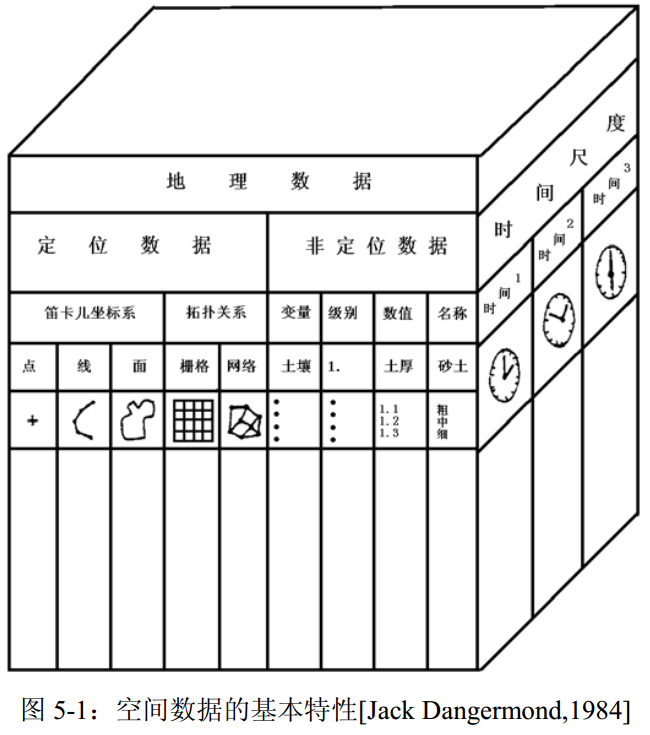 地理数据
定位数据 非定位数据
笛卡儿坐标系 拓扑关系 变量 级别 数值 名称
点 线 面 栅格 网络 土壤 1. 土厚 砂土
1.1
1.2
1.3
粗
中
细
时间尺度
时间1 时间2 时间3
图 5-1：空间数据的基本特性[Jack Dangermond,1984]